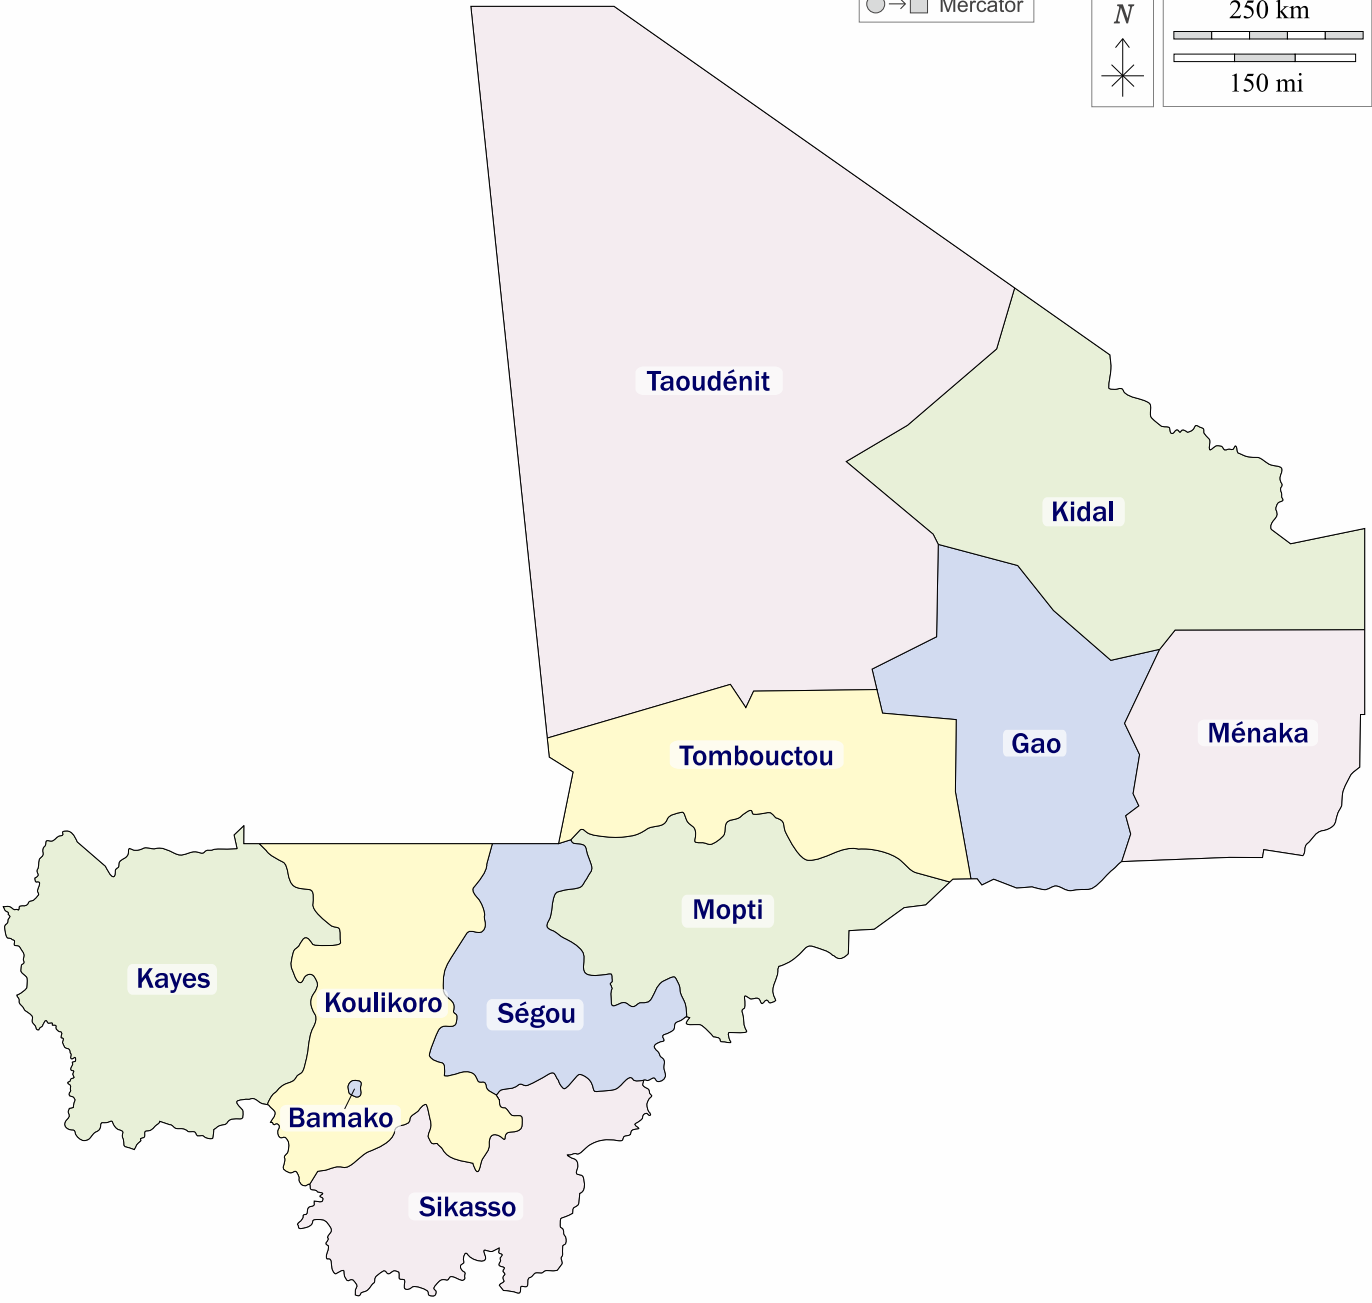 Mercator
N
250 km
150 mi
Taoudénit
Kidal
Ménaka
Gao
Tombouctou
Mopti
Kayes
Koulikoro
Ségou
Bamako
Sikasso